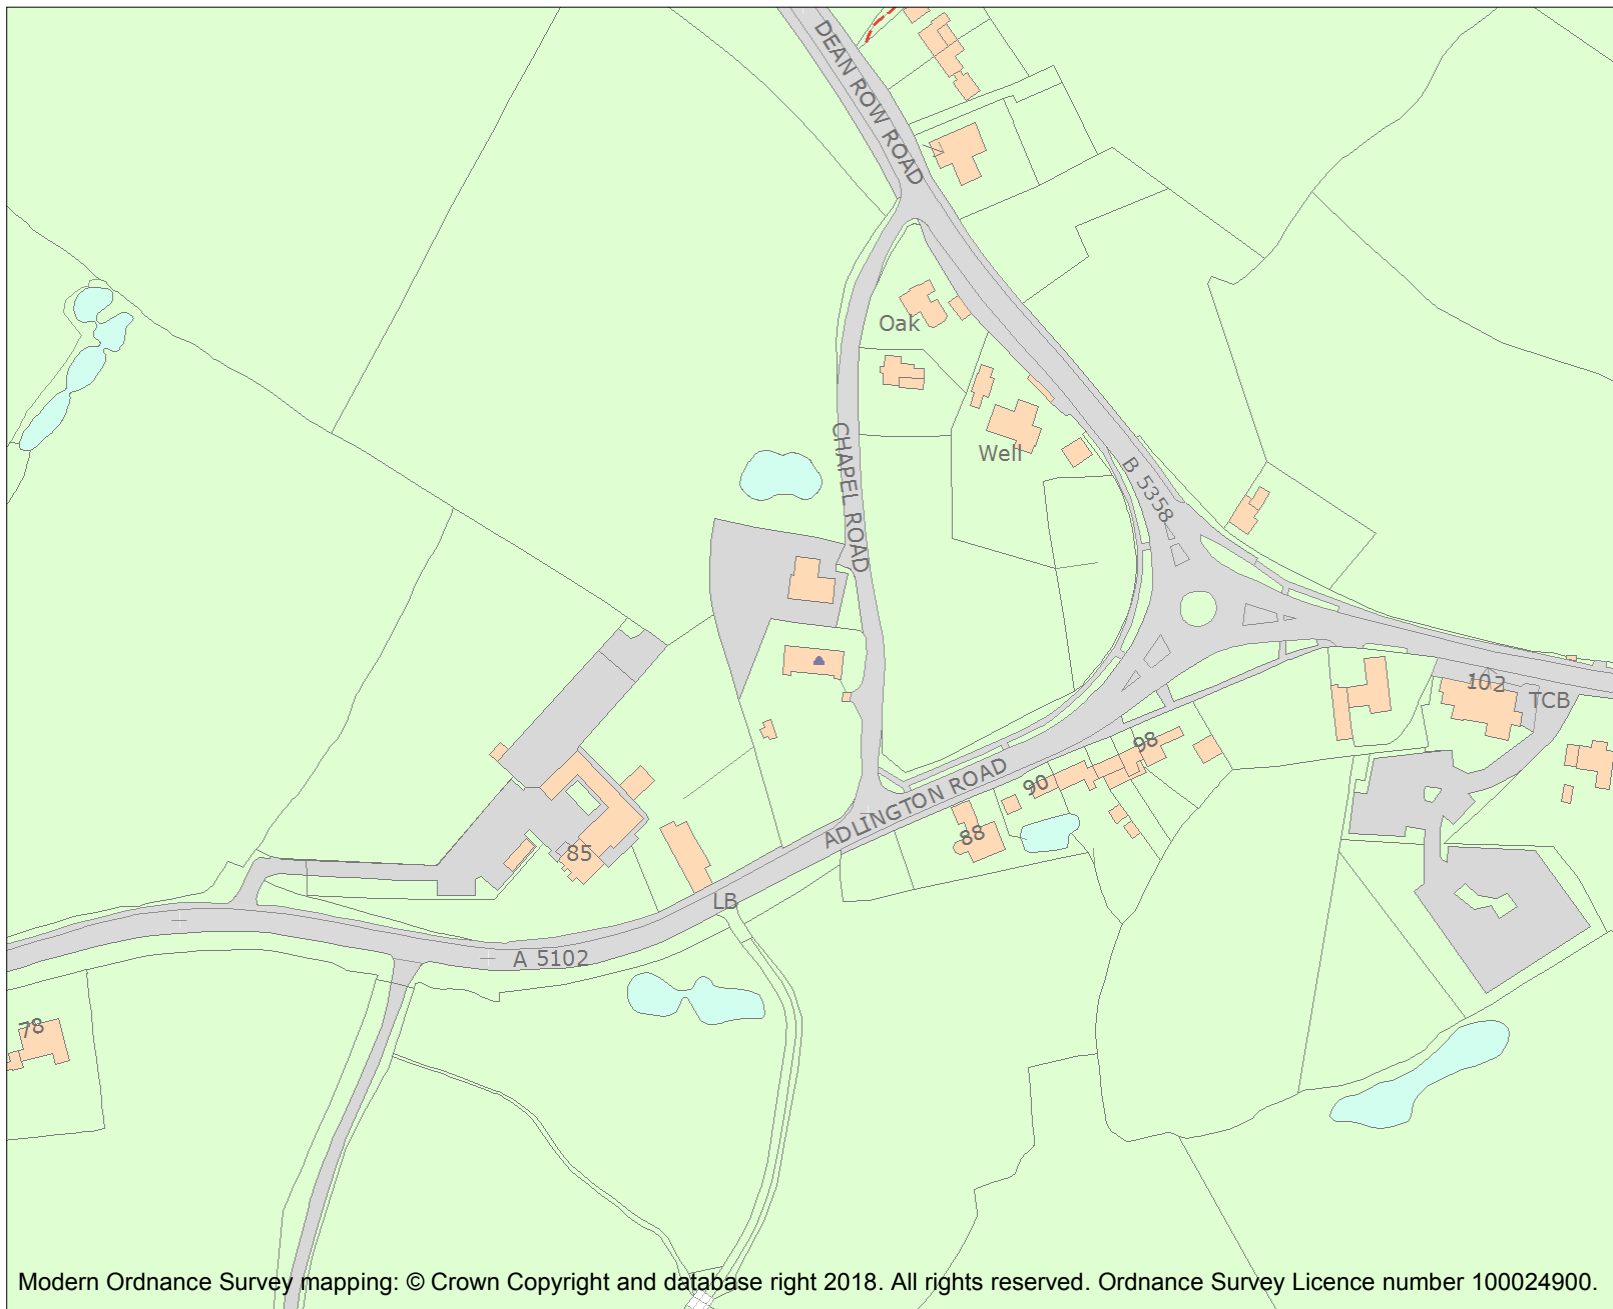 DEAN ROW ROAD
Oak
CHAPEL ROAD
Well
B 5358
102
TCB
98
90
ADLINGTON ROAD
88
85
LB
A 5102
78
Modern Ordnance Survey mapping: © Crown Copyright and database right 2018. All rights reserved. Ordnance Survey Licence number 100024900.